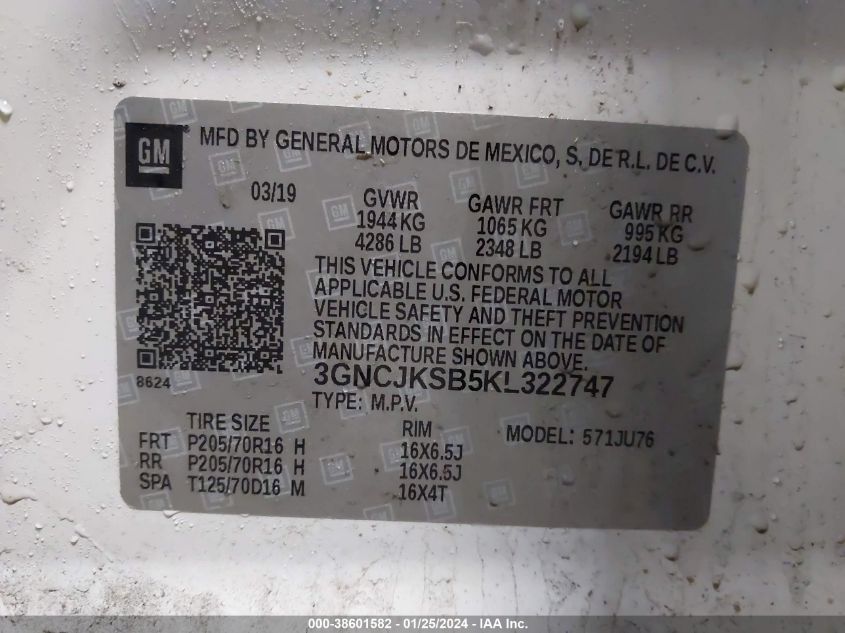 GM MFD BY GENERAL MOTORS DE MEXICO, S, DE R.L. DE C.V.
03/19 GVWR GAWR FRT GAWR RR
1944 KG 1065 KG 995 KG
4286 LB 2348 LB 2194 LB
THIS VEHICLE CONFORMS TO ALL
APPLICABLE U.S. FEDERAL MOTOR
VEHICLE SAFETY AND THEFT PREVENTION
STANDARDS IN EFFECT ON THE DATE OF
MANUFACTURE SHOWN ABOVE.
8624 3GNCJKSB5KL322747
TYPE: M.P.V.
TIRE SIZE RIM MODEL: 571JU76
FRT P205/70R16 H 16X6.5J
RR P205/70R16 H 16X6.5J
SPA T125/70D16 M 16X4T
000-38601582 - 01/25/2024 - IAA Inc.